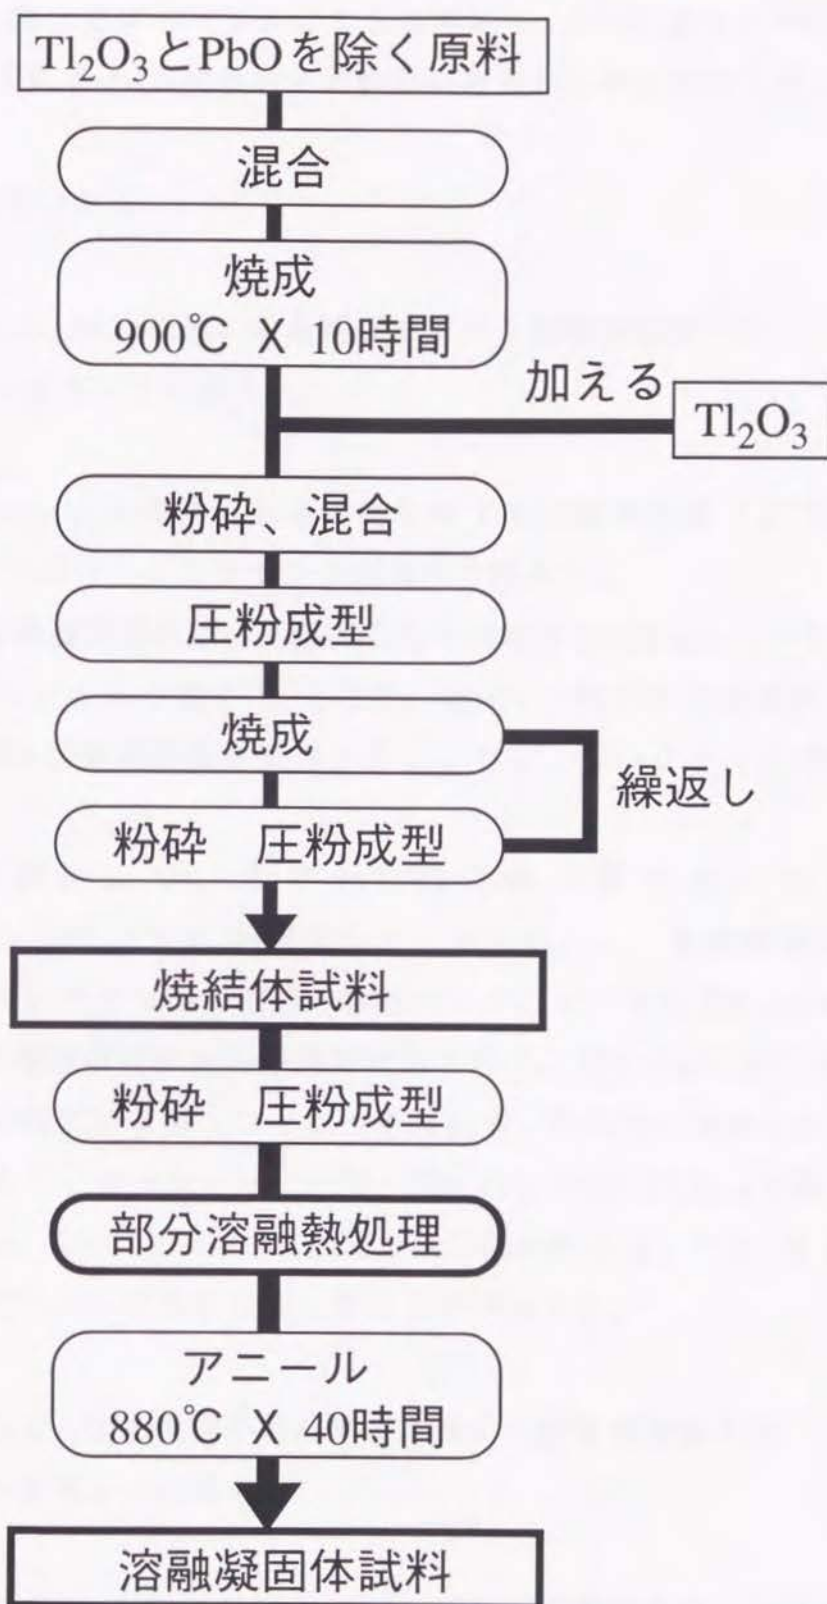 Tl₂O₃とPbOを除く原料
混合
焼成
900℃ X 10時間
加える
Tl₂O₃
粉砕、混合
圧粉成型
焼成
繰返し
粉砕 圧粉成型
焼結体試料
粉砕 圧粉成型
部分溶融熱処理
アニール
880℃ X 40時間
溶融凝固体試料